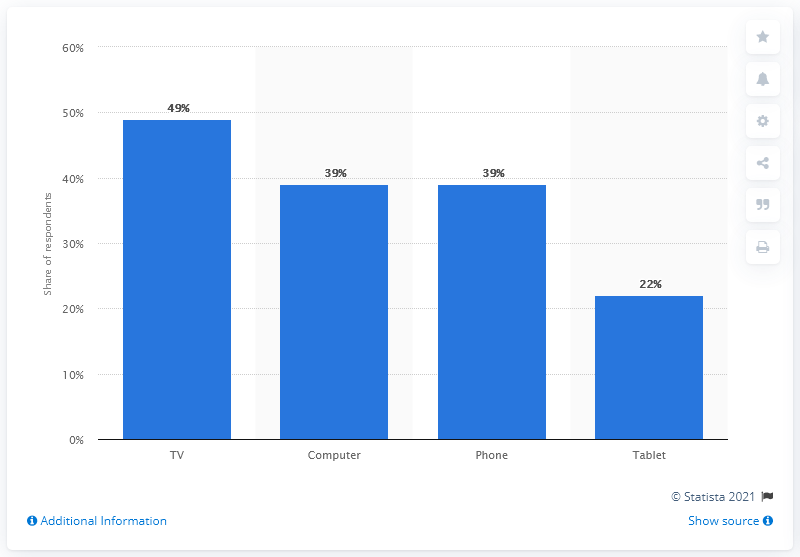 60%
50%
40%
30%
20%
10%
0%
Share of respondents
49%
39%
39%
22%
TV
Computer
Phone
Tablet
© Statista 2021
Additional Information
Show source